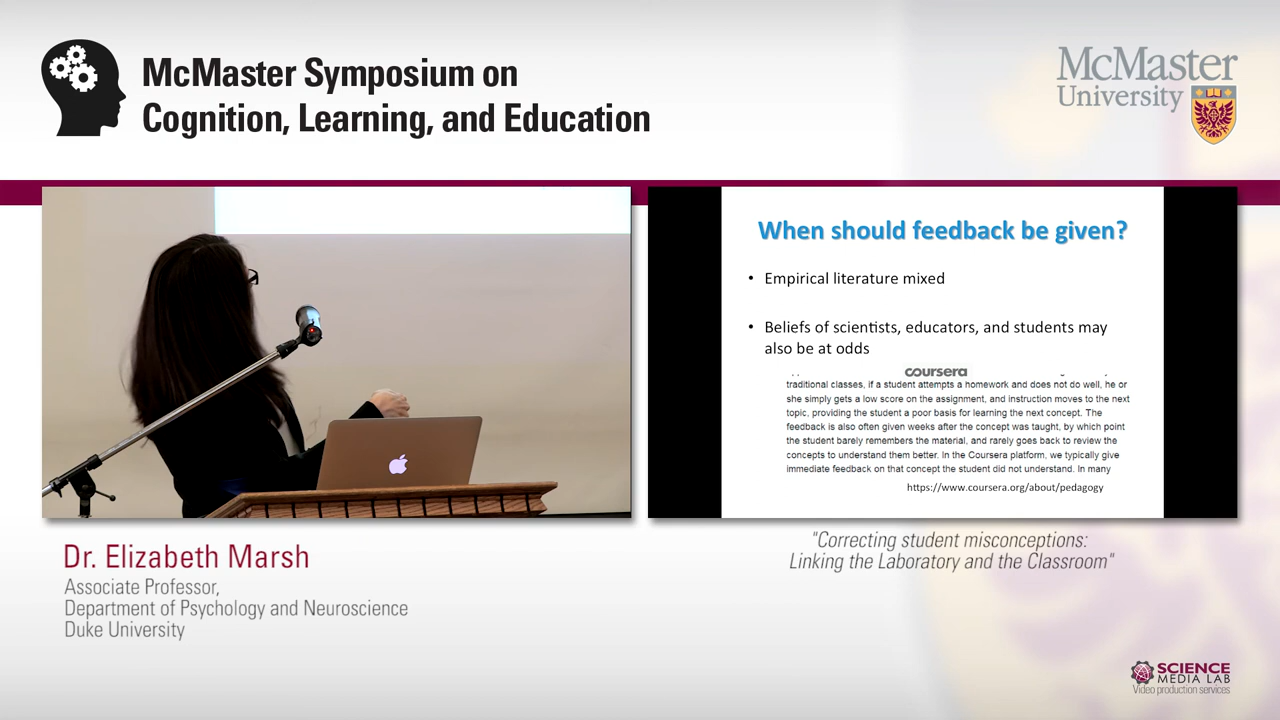 McMaster Symposium on
Cognition, Learning, and Education
McMaster
University
When should feedback be given?
• Empirical literature mixed
• Beliefs of scientists, educators, and students may
also be at odds
coursera
traditional classes, if a student attempts a homework and does not do well, he or
she simply gets a low score on the assignment, and instruction moves to the next
topic, providing the student a poor basis for learning the next concept. The
feedback is also often given weeks after the concept was taught, by which point
the student barely remembers the material, and rarely goes back to review the
concepts to understand them better. In the Coursera platform, we typically give
immediate feedback on that concept the student did not understand. In many
https://www.coursera.org/about/pedagogy
Dr. Elizabeth Marsh
Associate Professor,
Department of Psychology and Neuroscience
Duke University
"Correcting student misconceptions:
Linking the Laboratory and the Classroom"
SCIENCE
MEDIA LAB
Video production services